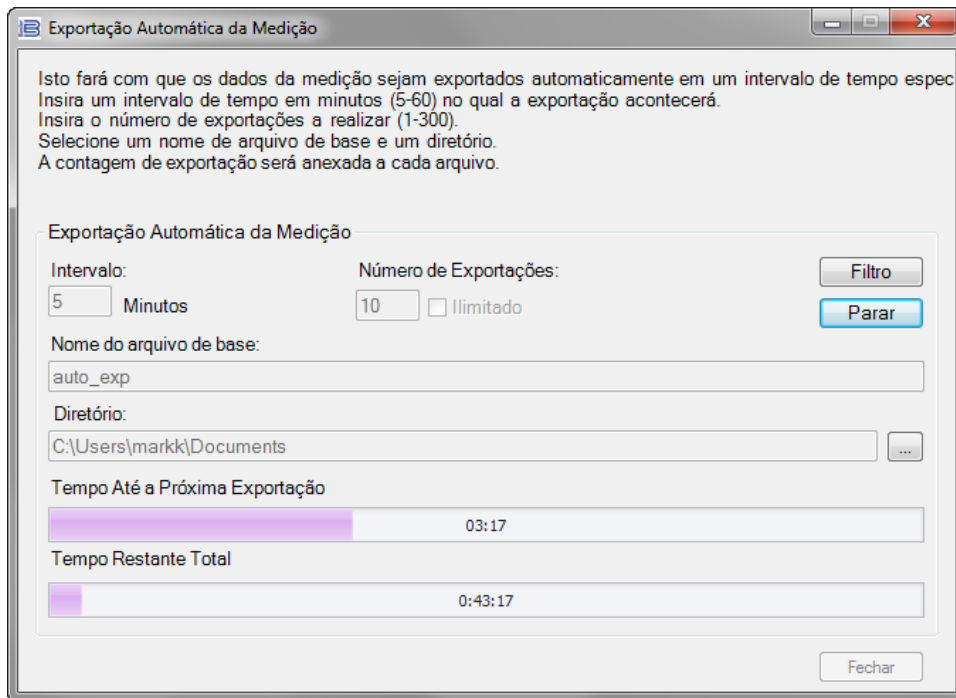 Exportação Automática da Medição
Isto fará com que os dados da medição sejam exportados automaticamente em um intervalo de tempo espec
Insira um intervalo de tempo em minutos (5-60) no qual a exportação acontecerá.
Insira o número de exportações a realizar (1-300).
Selecione um nome de arquivo de base e um diretório.
A contagem de exportação será anexada a cada arquivo.
Exportação Automática da Medição
Intervalo: Número de Exportações: Filtro
5 Minutos 10 Ilimitado Parar
Nome do arquivo de base:
auto_exp
Diretório:
C:\Users\markk\Documents ...
Tempo Até a Próxima Exportação
03:17
Tempo Restante Total
0:43:17
Fechar